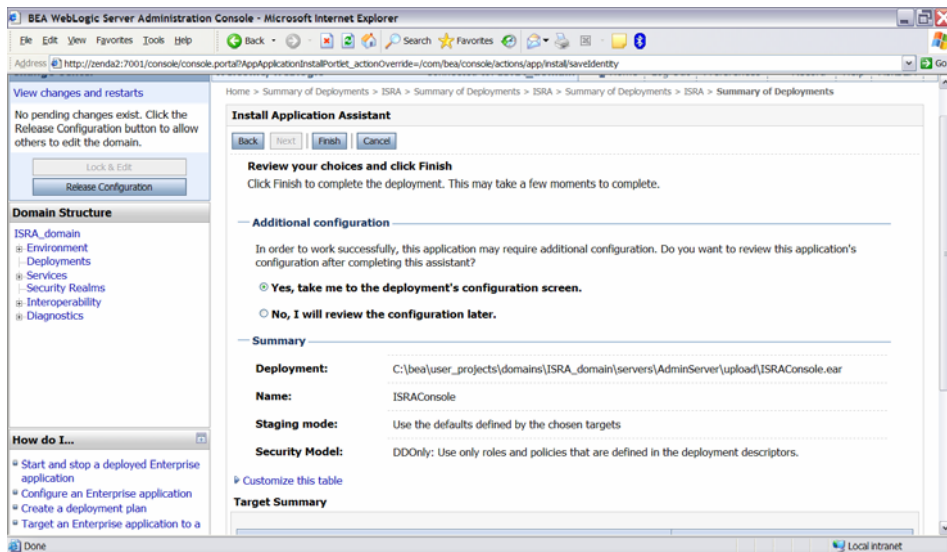 BEA WebLogic Server Administration Console - Microsoft Internet Explorer
File Edit View Favorites Tools Help
Back Search Favorites
Address http://zenda2:7001/console/console.portal?AppApplicationInstallPortlet_actionOverride=/com/bea/console/actions/app/install/saveIdentity Go
View changes and restarts
No pending changes exist. Click the
Release Configuration button to allow
others to edit the domain.
Lock & Edit
Release Configuration
Domain Structure
ISRA_domain
Environment
Deployments
Services
Security Realms
Interoperability
Diagnostics
How do I...
Start and stop a deployed Enterprise
application
Configure an Enterprise application
Create a deployment plan
Target an Enterprise application to a
Home > Summary of Deployments > ISRA > Summary of Deployments > ISRA > Summary of Deployments > ISRA > Summary of Deployments
Install Application Assistant
Back Next Finish Cancel
Review your choices and click Finish
Click Finish to complete the deployment. This may take a few moments to complete.
Additional configuration
In order to work successfully, this application may require additional configuration. Do you want to review this application's
configuration after completing this assistant?
Yes, take me to the deployment's configuration screen.
No, I will review the configuration later.
Summary
Deployment: C:\bea\user_projects\domains\ISRA_domain\servers\AdminServer\upload\ISRAConsole.ear
Name: ISRAConsole
Staging mode: Use the defaults defined by the chosen targets
Security Model: DDOnly: Use only roles and policies that are defined in the deployment descriptors.
Customize this table
Target Summary
Done Local intranet